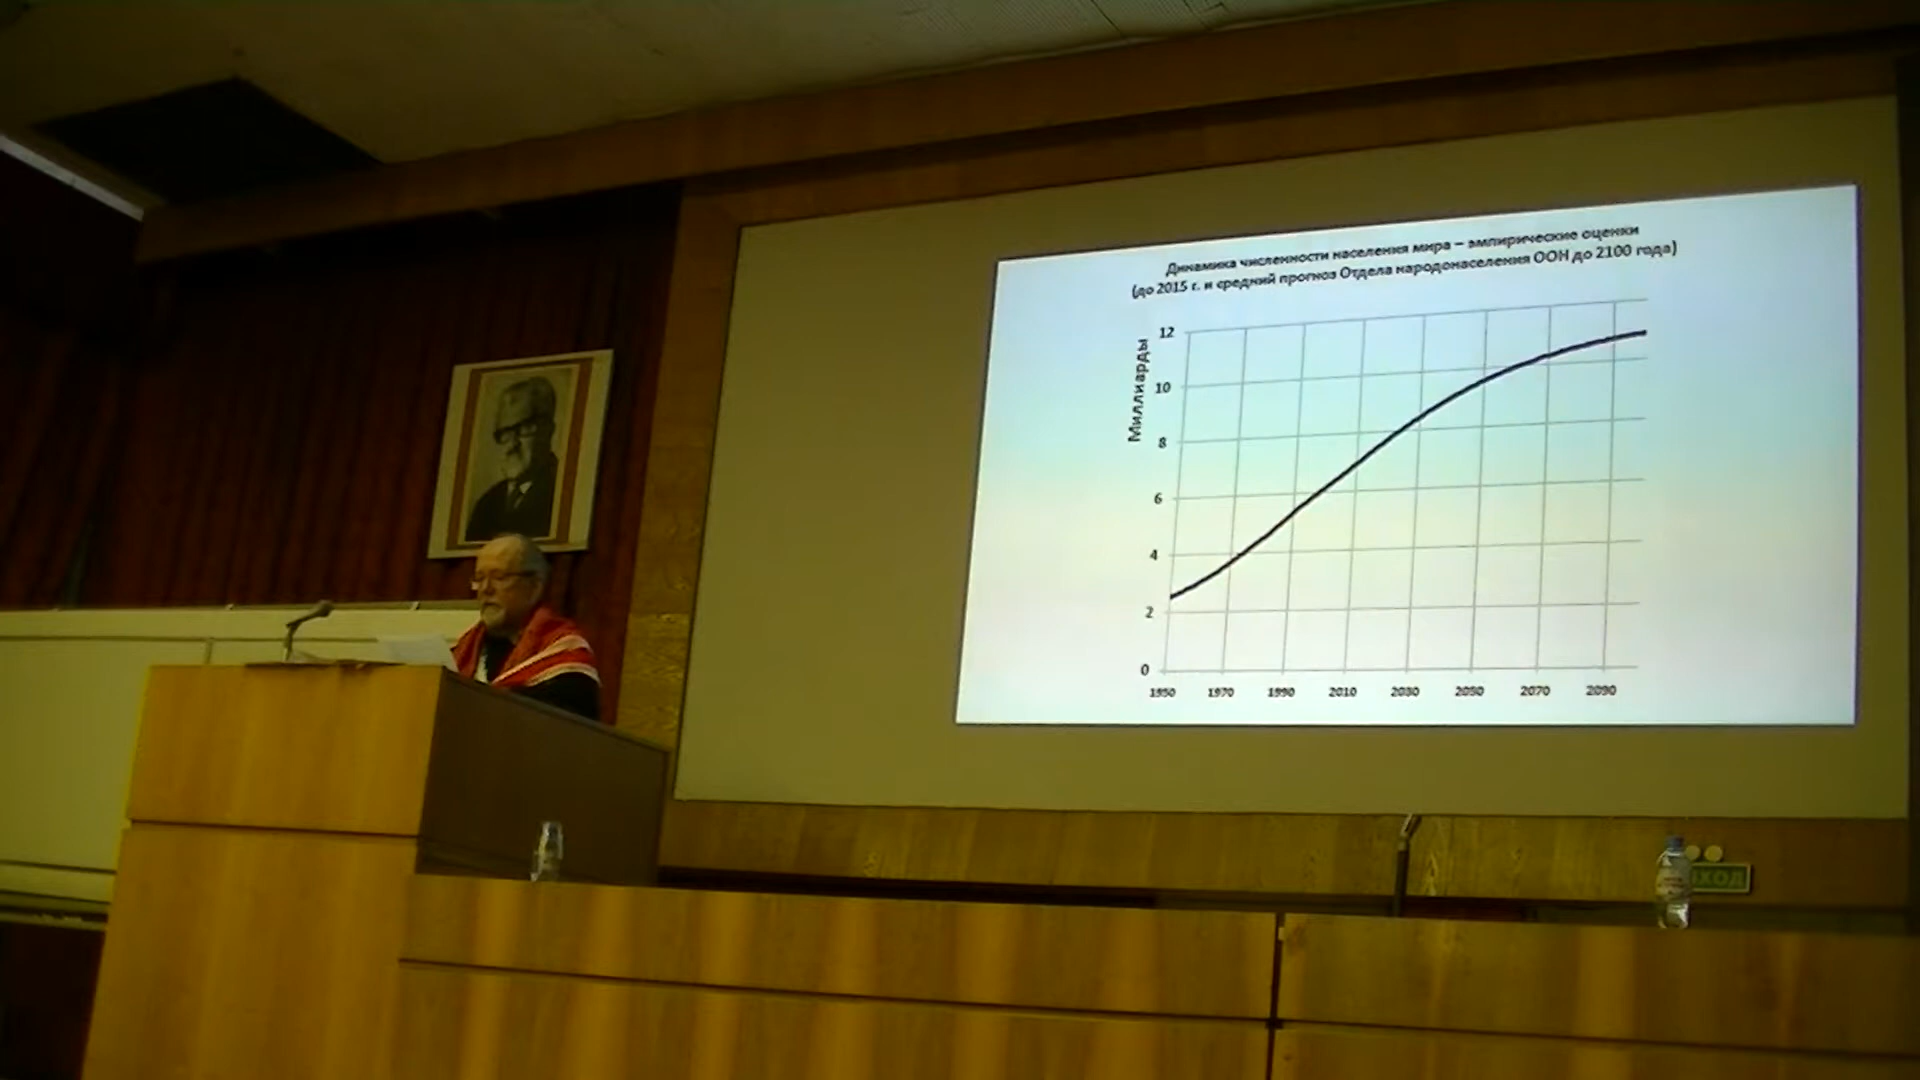 Динамика численности населения мира – эмпирические оценки
(до 2015 г. и средний прогноз Отдела народонаселения ООН до 2100 года)
Миллиарды
12
10
8
6
4
2
0
1950 1970 1990 2010 2030 2050 2070 2090
ЫХОД